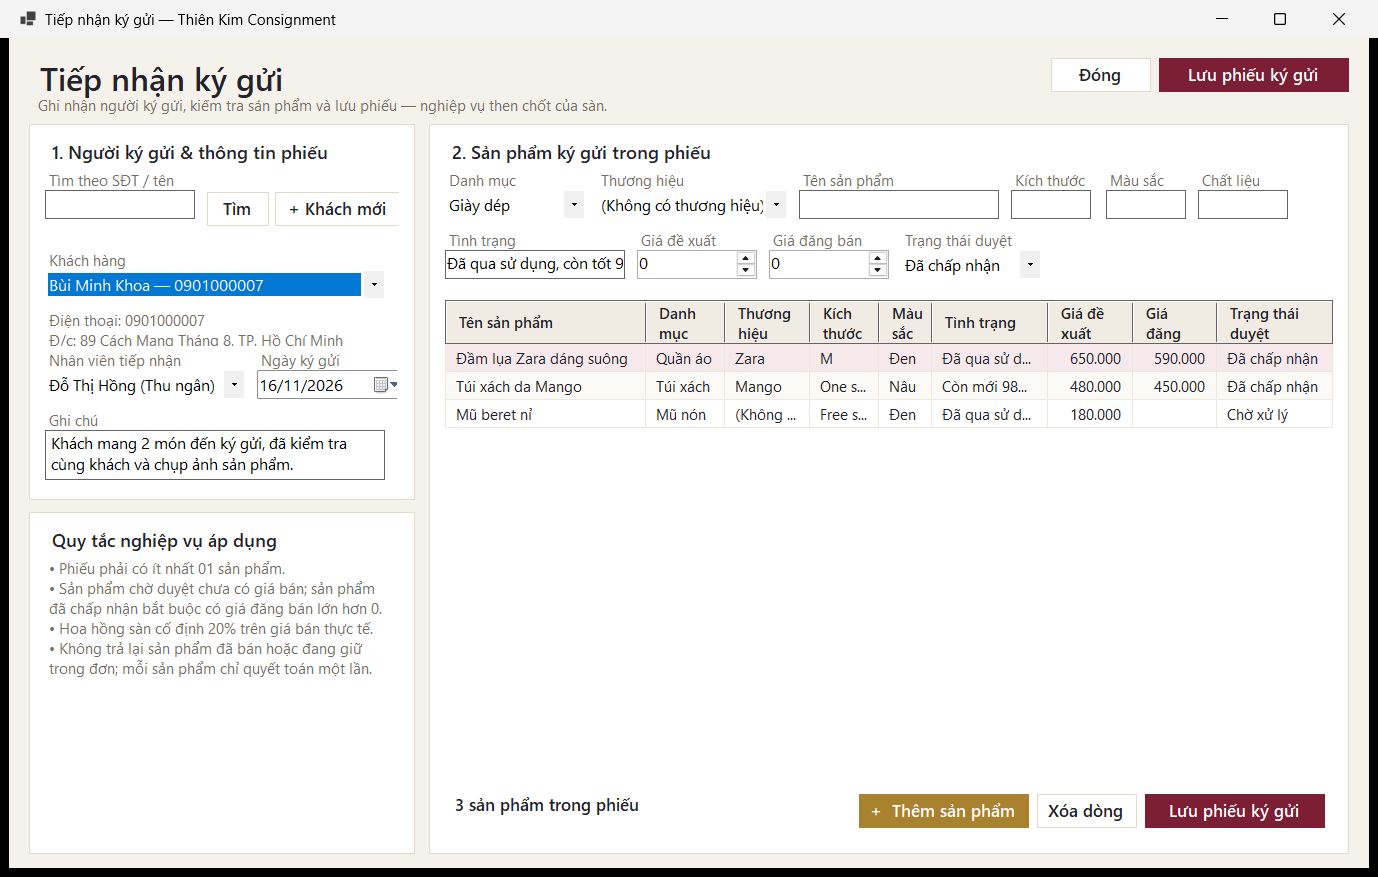 Tiếp nhận ký gửi — Thiên Kim Consignment
Tiếp nhận ký gửi
Ghi nhận người ký gửi, kiểm tra sản phẩm và lưu phiếu — nghiệp vụ then chốt của sàn.
Đóng
Lưu phiếu ký gửi
1. Người ký gửi & thông tin phiếu
Tìm theo SĐT / tên
Tìm
+ Khách mới
Khách hàng
Bùi Minh Khoa — 0901000007
Điện thoại: 0901000007
Đ/c: 89 Cách Mạng Tháng 8, TP. Hồ Chí Minh
Nhân viên tiếp nhận
Ngày ký gửi
Đỗ Thị Hồng (Thu ngân)
16/11/2026
Ghi chú
Khách mang 2 món đến ký gửi, đã kiểm tra
cùng khách và chụp ảnh sản phẩm.
Quy tắc nghiệp vụ áp dụng
• Phiếu phải có ít nhất 01 sản phẩm.
• Sản phẩm chờ duyệt chưa có giá bán; sản phẩm
đã chấp nhận bắt buộc có giá đăng bán lớn hơn 0.
• Hoa hồng sàn cố định 20% trên giá bán thực tế.
• Không trả lại sản phẩm đã bán hoặc đang giữ
trong đơn; mỗi sản phẩm chỉ quyết toán một lần.
2. Sản phẩm ký gửi trong phiếu
Danh mục
Thương hiệu
Tên sản phẩm
Kích thước
Màu sắc
Chất liệu
Giày dép
(Không có thương hiệu)
Tình trạng
Giá đề xuất
Giá đăng bán
Trạng thái duyệt
Đã qua sử dụng, còn tốt 9
0
0
Đã chấp nhận
Tên sản phẩm Danh mục Thương hiệu Kích thước Màu sắc Tình trạng Giá đề xuất Giá đăng Trạng thái duyệt
Đầm lụa Zara dáng suông Quần áo Zara M Đen Đã qua sử d... 650.000 590.000 Đã chấp nhận
Túi xách da Mango Túi xách Mango One s... Nâu Còn mới 98... 480.000 450.000 Đã chấp nhận
Mũ beret nỉ Mũ nón (Không ... Free s... Đen Đã qua sử d... 180.000 Chờ xử lý
3 sản phẩm trong phiếu
+ Thêm sản phẩm
Xóa dòng
Lưu phiếu ký gửi